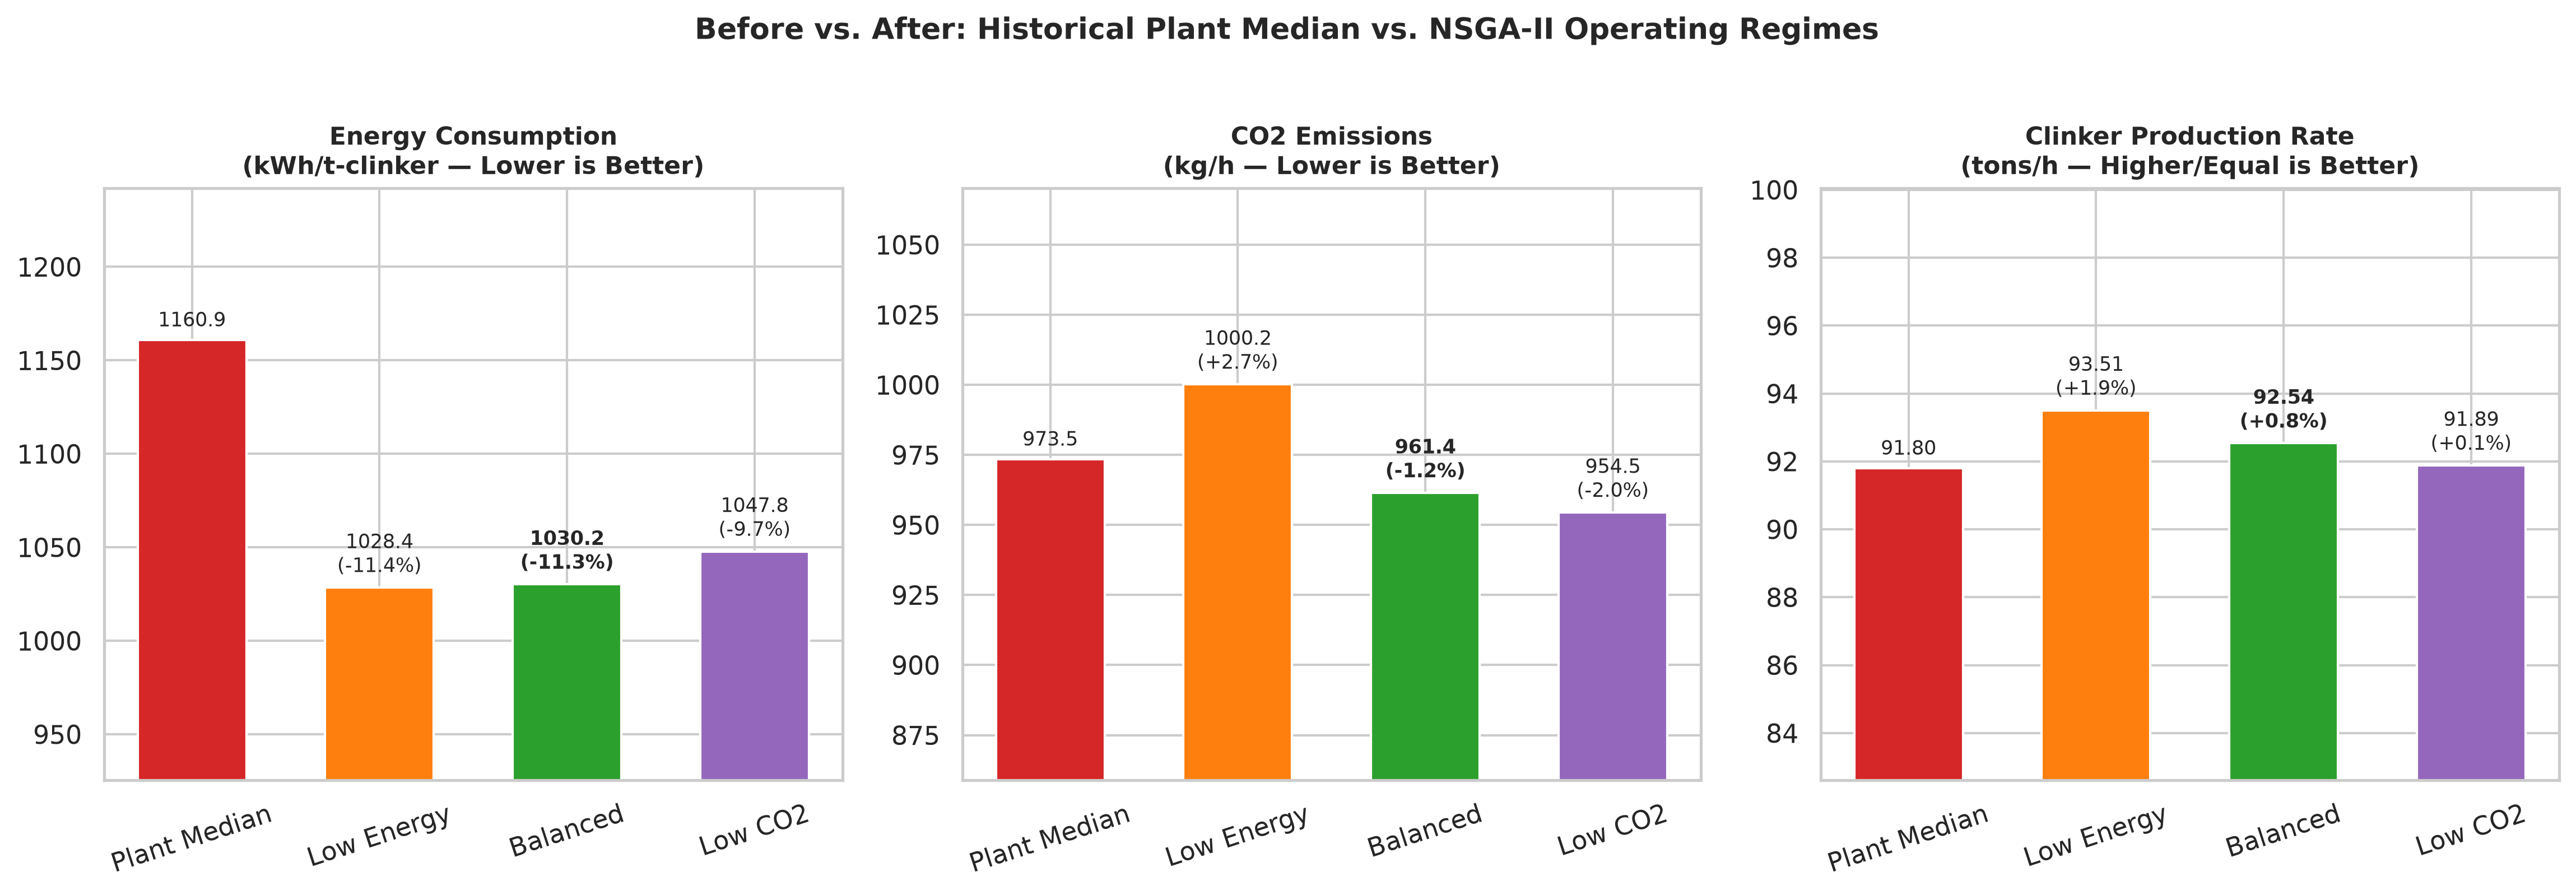 Before vs. After: Historical Plant Median vs. NSGA-II Operating Regimes
Energy Consumption
(kWh/t-clinker — Lower is Better)
1200
1150
1100
1050
1000
950
1160.9
1028.4
(-11.4%)
1030.2
(-11.3%)
1047.8
(-9.7%)
Plant Median
Low Energy
Balanced
Low CO2
CO2 Emissions
(kg/h — Lower is Better)
1050
1025
1000
975
950
925
900
875
973.5
1000.2
(+2.7%)
961.4
(-1.2%)
954.5
(-2.0%)
Plant Median
Low Energy
Balanced
Low CO2
Clinker Production Rate
(tons/h — Higher/Equal is Better)
100
98
96
94
92
90
88
86
84
91.80
93.51
(+1.9%)
92.54
(+0.8%)
91.89
(+0.1%)
Plant Median
Low Energy
Balanced
Low CO2